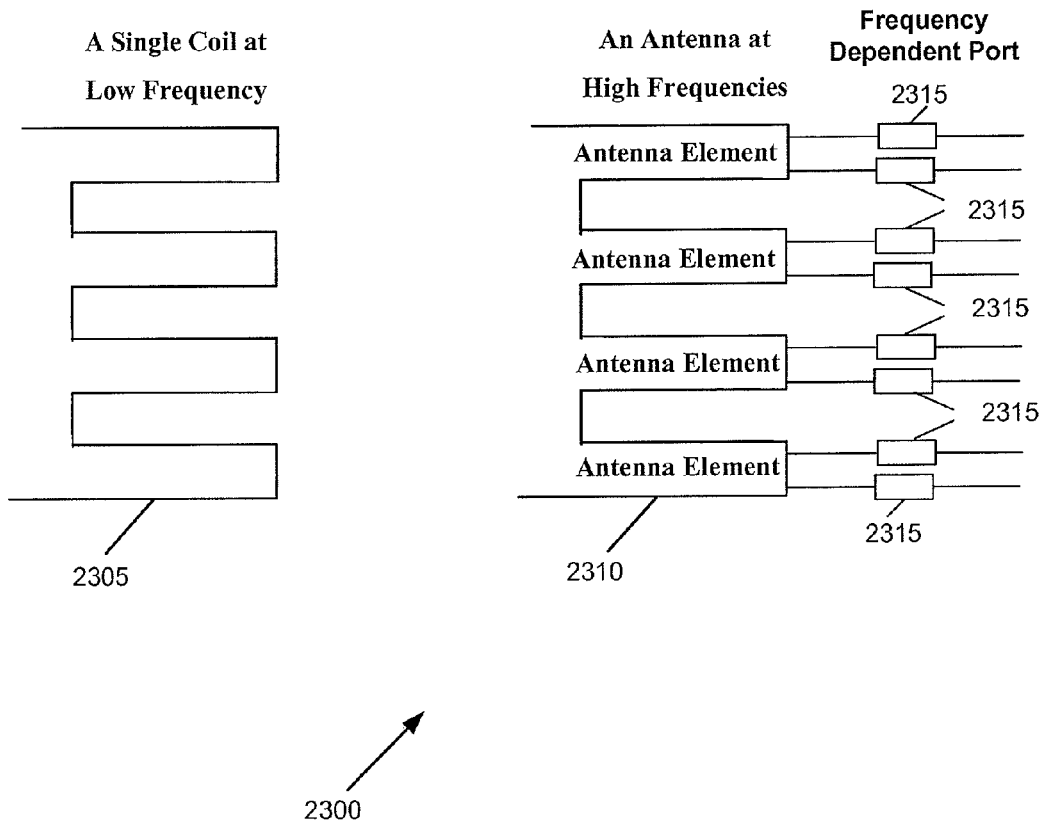 A Single Coil at
Low Frequency
An Antenna at
High Frequencies
Frequency
Dependent Port
2315
Antenna Element
2315
Antenna Element
2315
Antenna Element
2315
Antenna Element
2315
2305
2310
2300